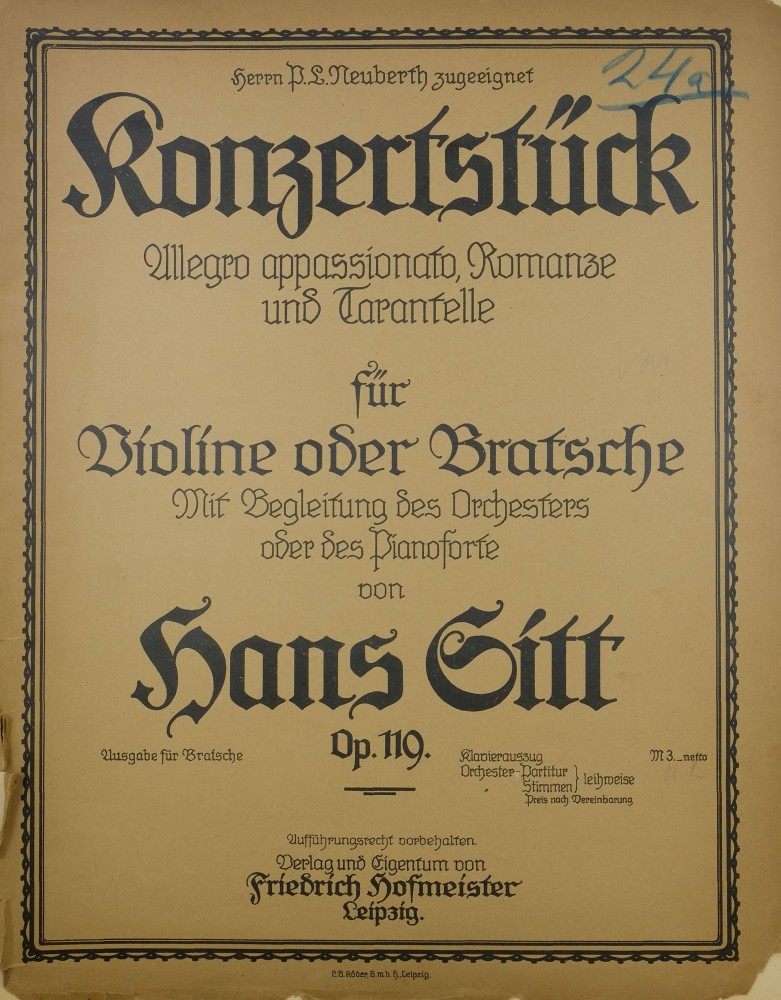 24a
Herrn P.L. Neuberth zugeeignet
Konzertstück
Allegro appassionato, Romanze
und Tarantelle
für
Violine oder Bratsche
Mit Begleitung des Orchesters
oder des Pianoforte
von
Hans Sitt
Op. 119.
Ausgabe für Bratsche
Klavierauszug M 3._netto
Orchester-Partitur } leihweise
Stimmen
Preis nach Vereinbarung
Aufführungsrecht vorbehalten.
Verlag und Eigentum von
Friedrich Hofmeister
Leipzig.
C.G. Röder, G.m.b.H., Leipzig.